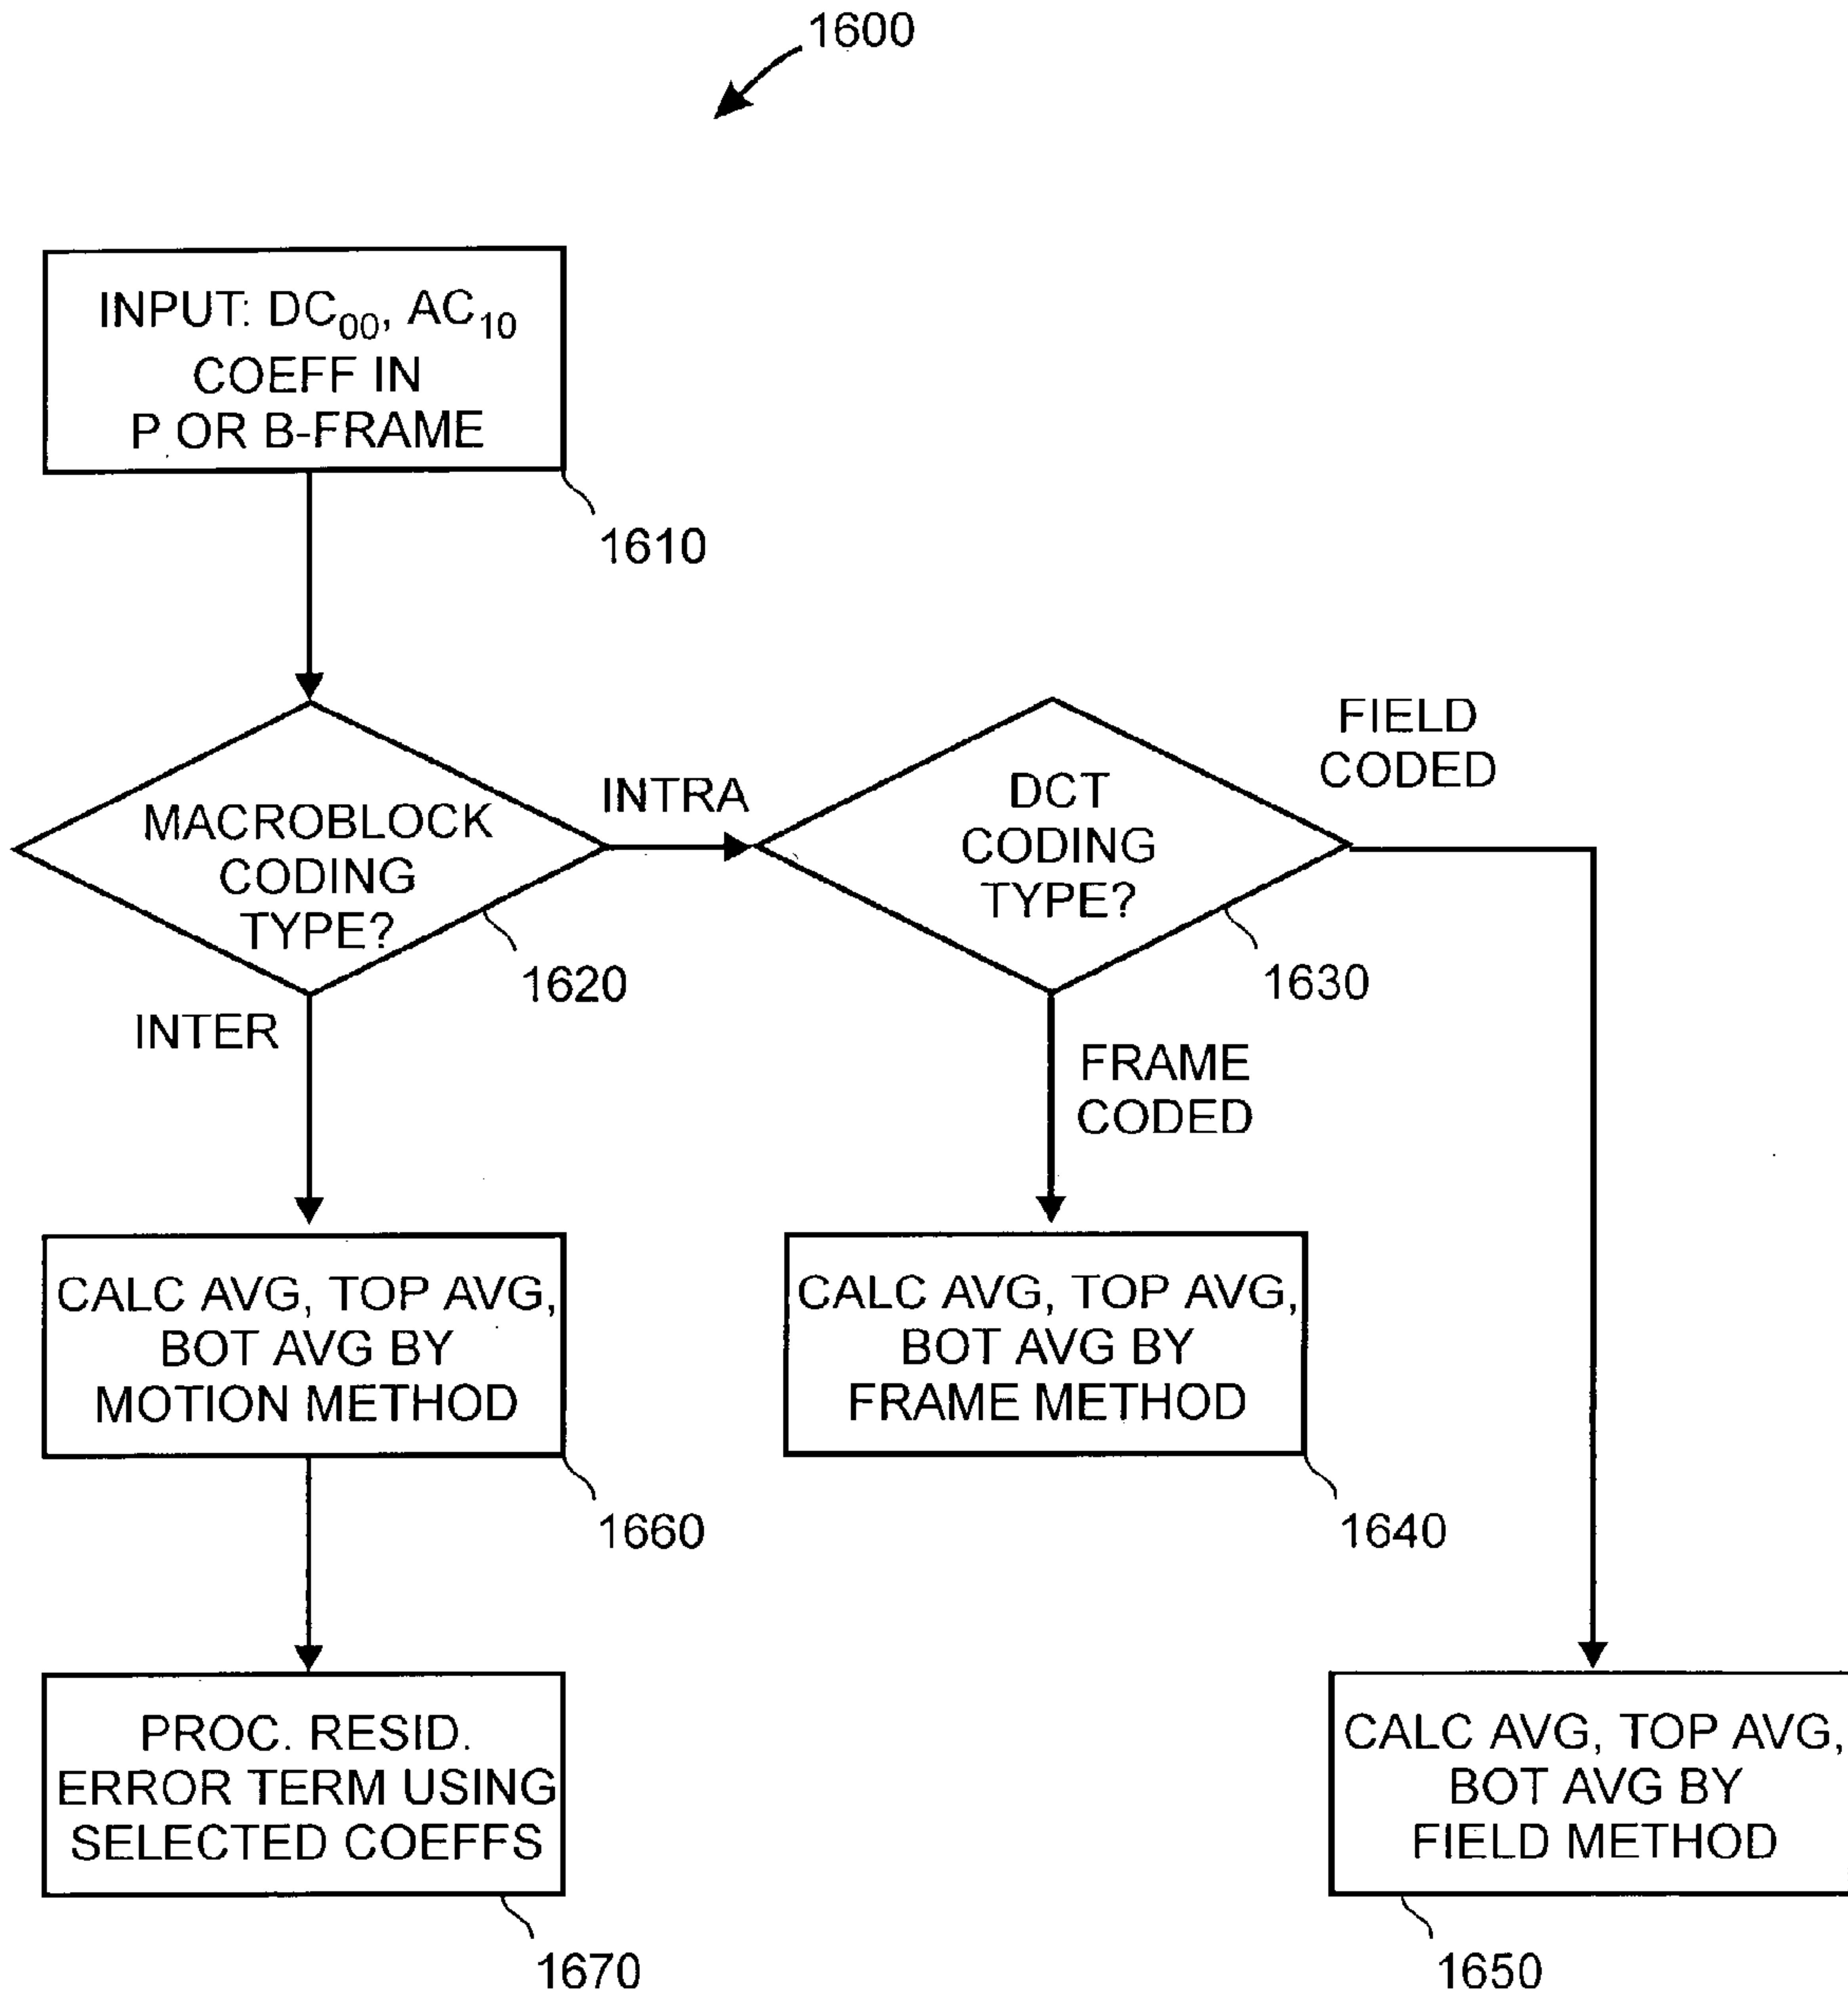 1600
INPUT: DC₀₀, AC₁₀
COEFF IN
P OR B-FRAME
1610
MACROBLOCK
CODING
TYPE?
1620
INTRA
DCT
CODING
TYPE?
1630
FIELD
CODED
INTER
FRAME
CODED
CALC AVG, TOP AVG,
BOT AVG BY
MOTION METHOD
1660
CALC AVG, TOP AVG,
BOT AVG BY
FRAME METHOD
1640
PROC. RESID.
ERROR TERM USING
SELECTED COEFFS
1670
CALC AVG, TOP AVG,
BOT AVG BY
FIELD METHOD
1650